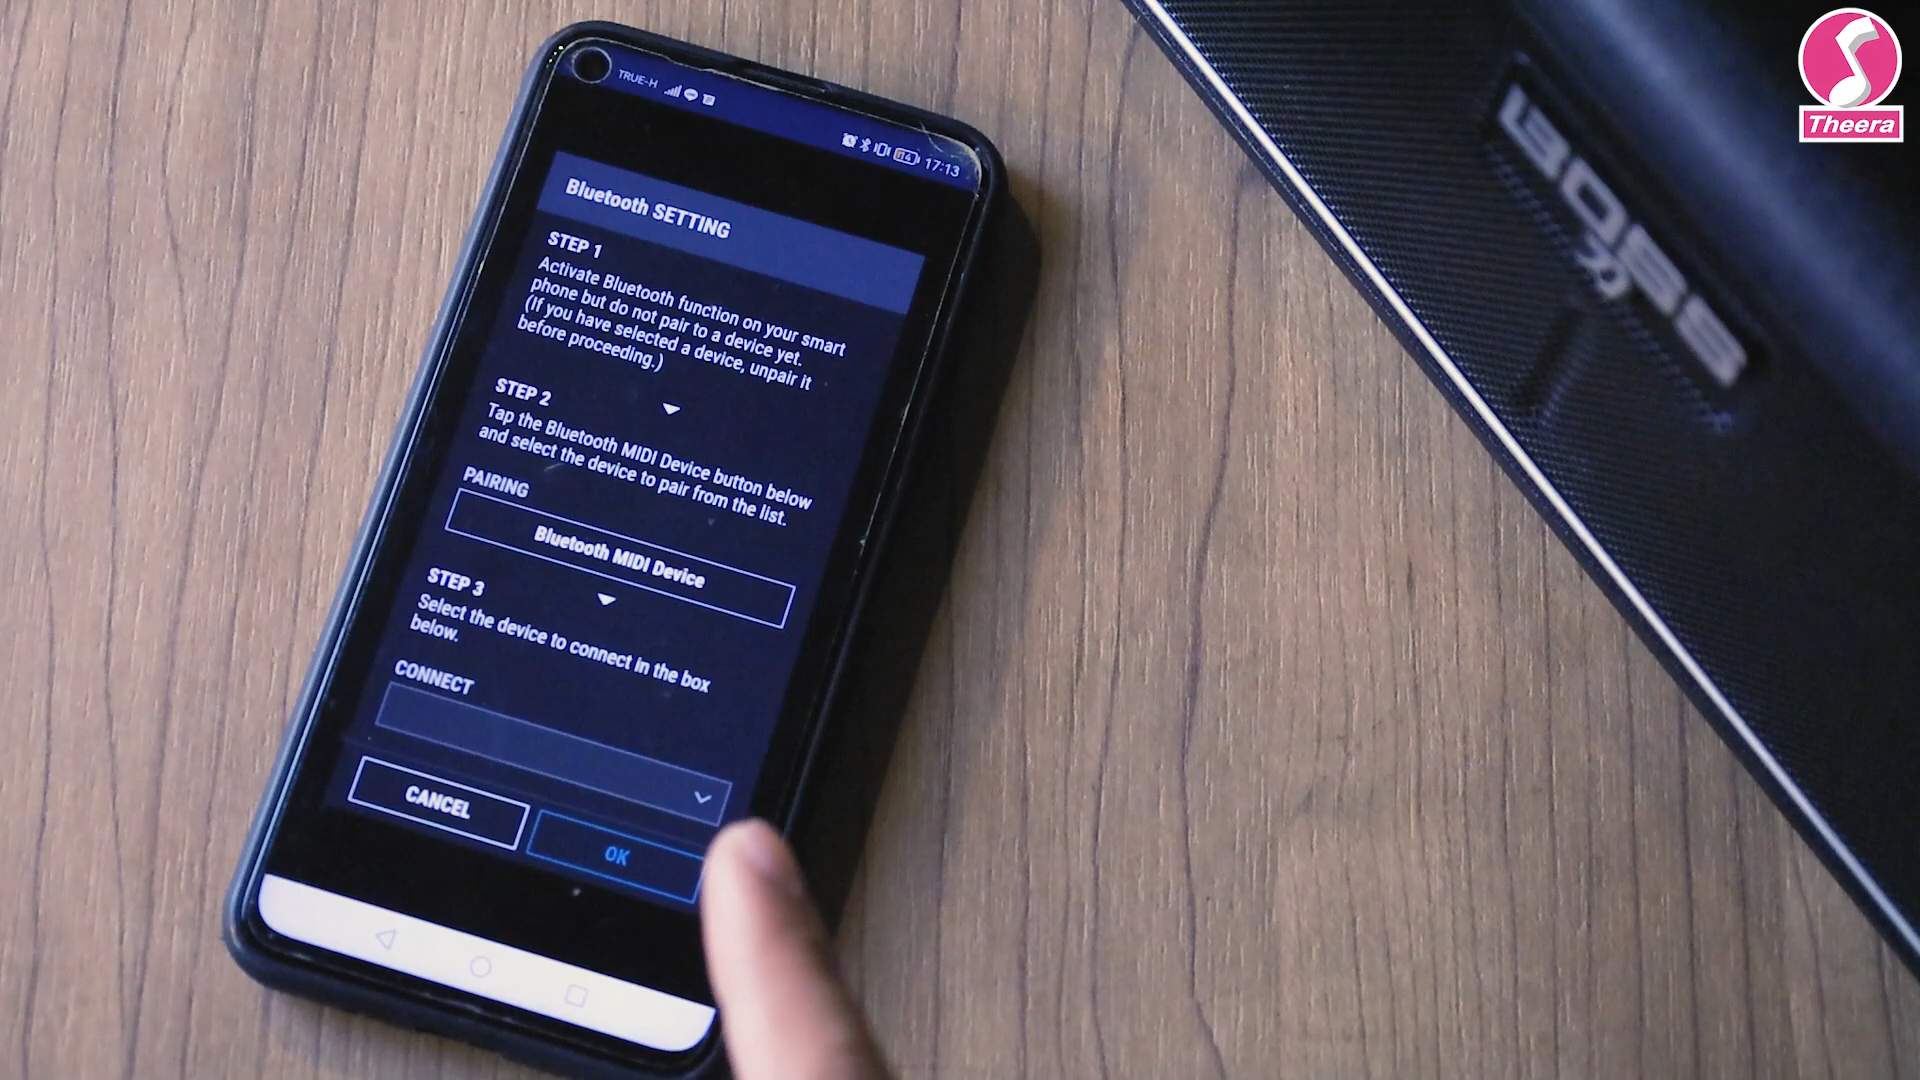 TRUE-H
17:13
Bluetooth SETTING
STEP 1
Activate Bluetooth function on your smart
phone but do not pair to a device yet.
(If you have selected a device, unpair it
before proceeding.)
STEP 2
Tap the Bluetooth MIDI Device button below
and select the device to pair from the list.
PAIRING
Bluetooth MIDI Device
STEP 3
Select the device to connect in the box
below.
CONNECT
CANCEL
OK
BOSS
Theera